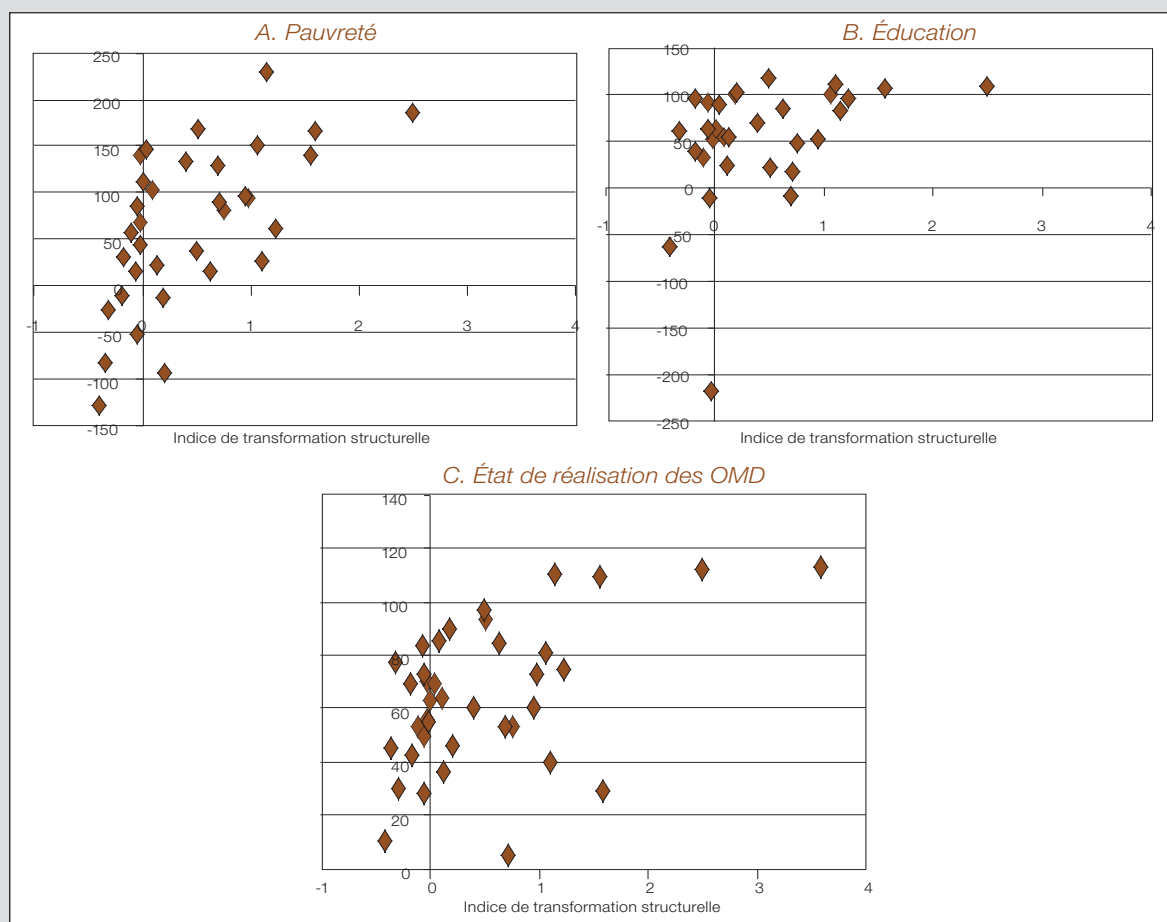 A. Pauvreté
250
200
150
100
50
0
-50
-100
-150
-1 0 1 2 3 4
Indice de transformation structurelle
B. Éducation
150
100
50
0
-1 0 1 2 3 4
50
-100
-150
-200
-250
Indice de transformation structurelle
C. État de réalisation des OMD
140
120
100
80
60
40
20
0
-1 0 1 2 3 4
Indice de transformation structurelle